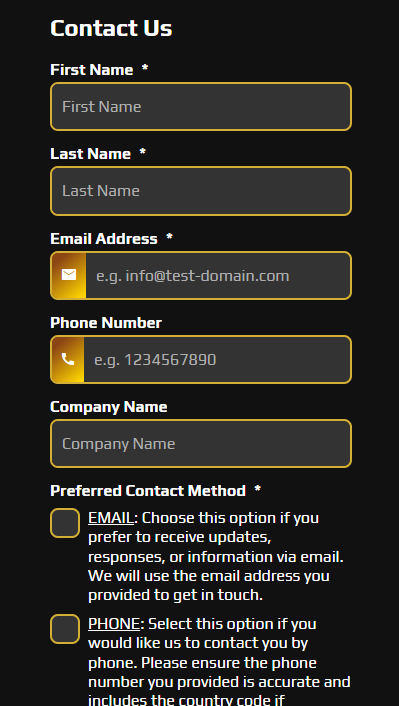 Contact Us
First Name *
First Name
Last Name *
Last Name
Email Address *
e.g. info@test-domain.com
Phone Number
e.g. 1234567890
Company Name
Company Name
Preferred Contact Method *
EMAIL: Choose this option if you
prefer to receive updates,
responses, or information via email.
We will use the email address you
provided to get in touch.
PHONE: Select this option if you
would like us to contact you by
phone. Please ensure the phone
number you provided is accurate and
includes the country code if